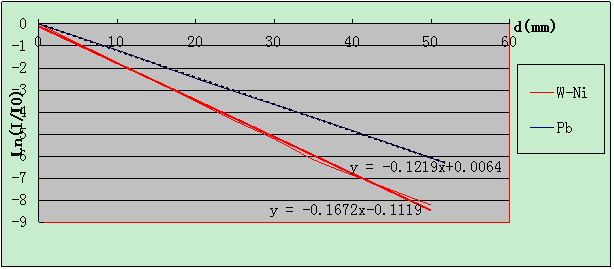 d(mm)
0
0 10 20 30 40 50 60
-1
-2
-3
-4
-5
-6
-7
-8
-9
Ln(I/I0)
W-Ni
Pb
y = -0.1219x+0.0064
y = -0.1672x-0.1119